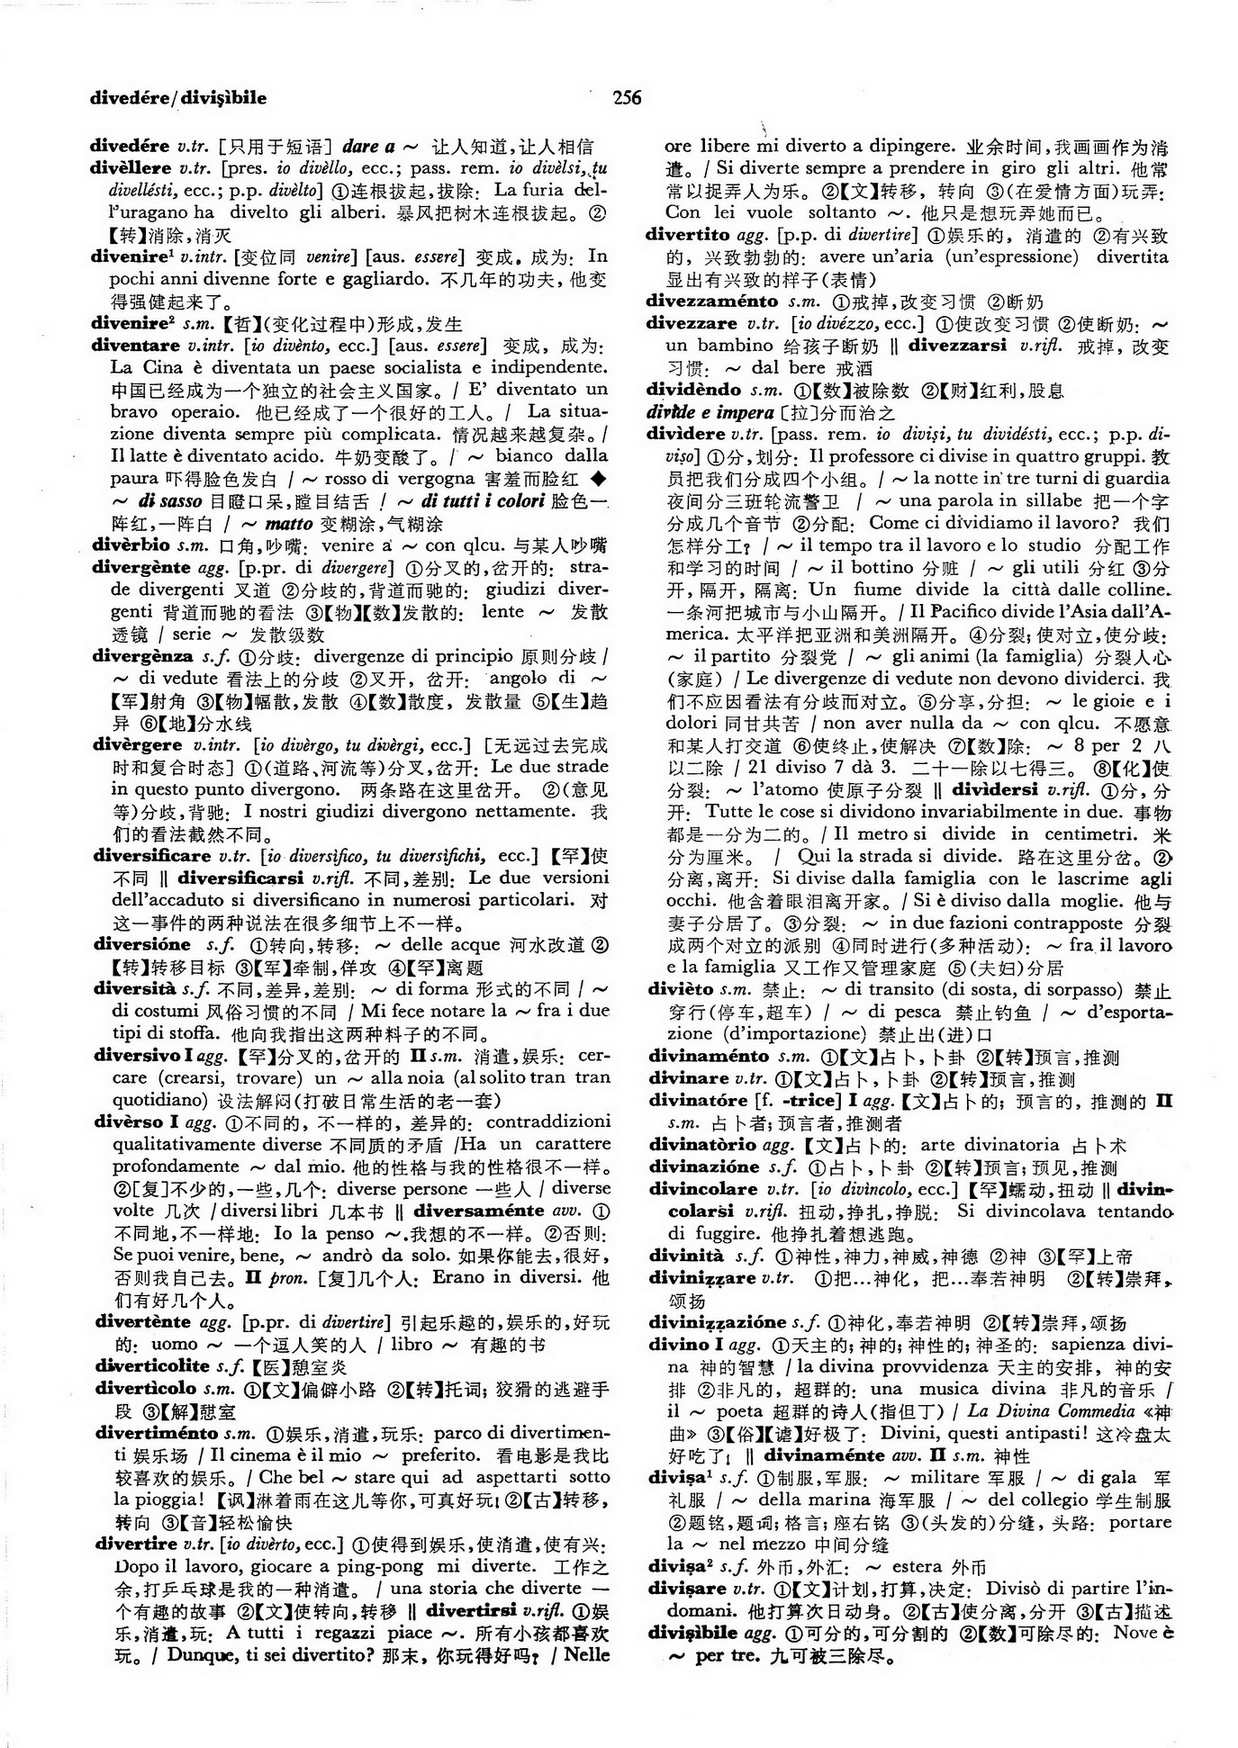 divedére/divişìbile
256
divedére v.tr. [只用于短语] dare a ~ 让人知道,让人相信
divèllere v.tr. [pres. io divèllo, ecc.; pass. rem. io divèlsi, tu
divellésti, ecc.; p.p. divèlto] ①连根拔起,拔除: La furia del-
l'uragano ha divelto gli alberi. 暴风把树木连根拔起。②
【转】消除,消灭
divenire¹ v.intr. [变位同 venire] [aus. essere] 变成, 成为: In
pochi anni divenne forte e gagliardo. 不几年的功夫, 他变
得强健起来了。
divenire² s.m. 【哲】(变化过程中)形成,发生
diventare v.intr. [io divènto, ecc.] [aus. essere] 变成, 成为:
La Cina è diventata un paese socialista e indipendente.
中国已经成为一个独立的社会主义国家。/ E' diventato un
bravo operaio. 他已经成了一个很好的工人。/ La situa-
zione diventa sempre più complicata. 情况越来越复杂。/
Il latte è diventato acido. 牛奶变酸了。/ ~ bianco dalla
paura 吓得脸色发白 / ~ rosso di vergogna 害羞而脸红 ◆
~ di sasso 目瞪口呆,瞠目结舌 / ~ di tutti i colori 脸色一
阵红,一阵白 / ~ matto 变糊涂,气糊涂
divèrbio s.m. 口角,吵嘴: venire a ~ con qlcu. 与某人吵嘴
divergènte agg. [p.pr. di divergere] ①分叉的,岔开的: stra-
de divergenti 叉道 ②分歧的,背道而驰的: giudizi diver-
genti 背道而驰的看法 ③【物】【数】发散的: lente ~ 发散
透镜 / serie ~ 发散级数
divergènza s.f. ①分歧: divergenze di principio 原则分歧 /
~ di vedute 看法上的分歧 ②叉开, 岔开: angolo di ~
【军】射角 ③【物】幅散,发散 ④【数】散度, 发散量 ⑤【生】趋
异 ⑥【地】分水线
divèrgere v.intr. [io divèrgo, tu divèrgi, ecc.] [无远过去完成
时和复合时态] ①(道路、河流等)分叉,岔开: Le due strade
in questo punto divergono. 两条路在这里岔开。 ②(意见
等)分歧,背驰: I nostri giudizi divergono nettamente. 我
们的看法截然不同。
diversificare v.tr. [io diversìfico, tu diversìfichi, ecc.] 【罕】使
不同 ‖ diversificarsi v.rifl. 不同,差别: Le due versioni
dell'accaduto si diversificano in numerosi particolari. 对
这一事件的两种说法在很多细节上不一样。
diversióne s.f. ①转向,转移: ~ delle acque 河水改道 ②
【转】转移目标 ③【军】牵制,佯攻 ④【罕】离题
diversità s.f. 不同,差异,差别: ~ di forma 形式的不同 / ~
di costumi 风俗习惯的不同 / Mi fece notare la ~ fra i due
tipi di stoffa. 他向我指出这两种料子的不同。
diversivo I agg. 【罕】分叉的,岔开的 II s.m. 消遣,娱乐: cer-
care (crearsi, trovare) un ~ alla noia (al solito tran tran
quotidiano) 设法解闷(打破日常生活的老一套)
divèrso I agg. ①不同的, 不一样的, 差异的: contraddizioni
qualitativamente diverse 不同质的矛盾 /Ha un carattere
profondamente ~ dal mio. 他的性格与我的性格很不一样。
②[复]不少的,一些,几个: diverse persone 一些人 / diverse
volte 几次 /diversi libri 几本书 ‖ diversaménte avv. ①
不同地,不一样地: Io la penso ~.我想的不一样。②否则:
Se puoi venire, bene, ~ andrò da solo. 如果你能去,很好,
否则我自己去。II pron. [复]几个人: Erano in diversi. 他
们有好几个人。
divertènte agg. [p.pr. di divertire] 引起乐趣的,娱乐的,好玩
的: uomo ~ 一个逗人笑的人 / libro ~ 有趣的书
diverticolite s.f. 【医】憩室炎
divertìcolo s.m. ①【文】偏僻小路 ②【转】托词; 狡猾的逃避手
段 ③【解】憩室
divertiménto s.m. ①娱乐,消遣,玩乐: parco di divertimen-
ti 娱乐场 / Il cinema è il mio ~ preferito. 看电影是我比
较喜欢的娱乐。/ Che bel ~ stare qui ad aspettarti sotto
la pioggia! 【讽】淋着雨在这儿等你,可真好玩! ②【古】转移,
转向 ③【音】轻松愉快
divertire v.tr. [io divèrto, ecc.] ①使得到娱乐,使消遣,使有兴:
Dopo il lavoro, giocare a ping-pong mi diverte. 工作之
余,打乒乓球是我的一种消遣。 / una storia che diverte 一
个有趣的故事 ②【文】使转向,转移 ‖ divertirsi v.rifl. ①娱
乐,消遣,玩: A tutti i regazzi piace ~. 所有小孩都喜欢
玩。/ Dunque, ti sei divertito? 那末, 你玩得好吗? / Nelle
ore libere mi diverto a dipingere. 业余时间,我画画作为消
遣。/ Si diverte sempre a prendere in giro gli altri. 他常
常以捉弄人为乐。②【文】转移, 转向 ③(在爱情方面)玩弄:
Con lei vuole soltanto ~. 他只是想玩弄她而已。
divertito agg. [p.p. di divertire] ①娱乐的, 消遣的 ②有兴致
的, 兴致勃勃的: avere un'aria (un'espressione) divertita
显出有兴致的样子(表情)
divezzaménto s.m. ①戒掉,改变习惯 ②断奶
divezzare v.tr. [io divézzo, ecc.] ①使改变习惯 ②使断奶: ~
un bambino 给孩子断奶 ‖ divezzarsi v.rifl. 戒掉, 改变
习惯: ~ dal bere 戒酒
dividèndo s.m. ①【数】被除数 ②【财】红利,股息
divide e impera [拉]分而治之
divìdere v.tr. [pass. rem. io divişi, tu dividésti, ecc.; p.p. di-
vişo] ①分,划分: Il professore ci divise in quattro gruppi. 教
员把我们分成四个小组。/ ~ la notte in tre turni di guardia
夜间分三班轮流警卫 / ~ una parola in sillabe 把一个字
分成几个音节 ②分配: Come ci dividiamo il lavoro? 我们
怎样分工? / ~ il tempo tra il lavoro e lo studio 分配工作
和学习的时间 / ~ il bottino 分赃 / ~ gli utili 分红 ③分
开, 隔开, 隔离: Un fiume divide la città dalle colline.
一条河把城市与小山隔开。/ Il Pacifico divide l'Asia dall'A-
merica. 太平洋把亚洲和美洲隔开。④分裂; 使对立,使分歧:
~ il partito 分裂党 / ~ gli animi (la famiglia) 分裂人心
(家庭) / Le divergenze di vedute non devono dividerci. 我
们不应因看法有分歧而对立。⑤分享,分担: ~ le gioie e i
dolori 同甘共苦 / non aver nulla da ~ con qlcu. 不愿意
和某人打交道 ⑥使终止,使解决 ⑦【数】除: ~ 8 per 2 八
以二除 / 21 diviso 7 dà 3. 二十一除以七得三。 ⑧【化】使
分裂: ~ l'atomo 使原子分裂 ‖ divìdersi v.rifl. ①分, 分
开: Tutte le cose si dividono invariabilmente in due. 事物
都是一分为二的。/ Il metro si divide in centimetri. 米
分为厘米。 / Qui la strada si divide. 路在这里分岔。②
分离,离开: Si divise dalla famiglia con le lascrime agli
occhi. 他含着眼泪离开家。/ Si è diviso dalla moglie. 他与
妻子分居了。③分裂: ~ in due fazioni contrapposte 分裂
成两个对立的派别 ④同时进行(多种活动): ~ fra il lavoro
e la famiglia 又工作又管理家庭 ⑤(夫妇)分居
divièto s.m. 禁止: ~ di transito (di sosta, di sorpasso) 禁止
穿行(停车,超车) / ~ di pesca 禁止钓鱼 / ~ d'esporta-
zione (d'importazione) 禁止出(进)口
divinaménto s.m. ①【文】占卜,卜卦 ②【转】预言,推测
divinare v.tr. ①【文】占卜,卜卦 ②【转】预言,推测
divinatóre [f. -trice] I agg. 【文】占卜的; 预言的, 推测的 II
s.m. 占卜者; 预言者,推测者
divinatòrio agg. 【文】占卜的: arte divinatoria 占卜术
divinazióne s.f. ①占卜,卜卦 ②【转】预言; 预见,推测
divincolare v.tr. [io divìncolo, ecc.] 【罕】蠕动,扭动 ‖ divin-
colarsi v.rifl. 扭动,挣扎,挣脱: Si divincolava tentando
di fuggire. 他挣扎着想逃跑。
divinità s.f. ①神性,神力,神威,神德 ②神 ③【罕】上帝
divinizzare v.tr. ①把…神化, 把…奉若神明 ②【转】崇拜,
颂扬
divinizzazióne s.f. ①神化,奉若神明 ②【转】崇拜,颂扬
divino I agg. ①天主的; 神的; 神性的; 神圣的: sapienza divi-
na 神的智慧 / la divina provvidenza 天主的安排, 神的安
排 ②非凡的, 超群的: una musica divina 非凡的音乐 /
il ~ poeta 超群的诗人(指但丁) / La Divina Commedia 《神
曲》 ③【俗】【谑】好极了: Divini, questi antipasti! 这冷盘太
好吃了! ‖ divinaménte avv. II s.m. 神性
divişa¹ s.f. ①制服,军服: ~ militare 军服 / ~ di gala 军
礼服 / ~ della marina 海军服 / ~ del collegio 学生制服
②题铭,题词; 格言; 座右铭 ③(头发的)分缝, 头路: portare
la ~ nel mezzo 中间分缝
divişa² s.f. 外币,外汇: ~ estera 外币
divişare v.tr. ①【文】计划,打算,决定: Divisò di partire l'in-
domani. 他打算次日动身。②【古】使分离,分开 ③【古】描述
divişìbile agg. ①可分的,可分割的 ②【数】可除尽的: Nove è
~ per tre. 九可被三除尽。